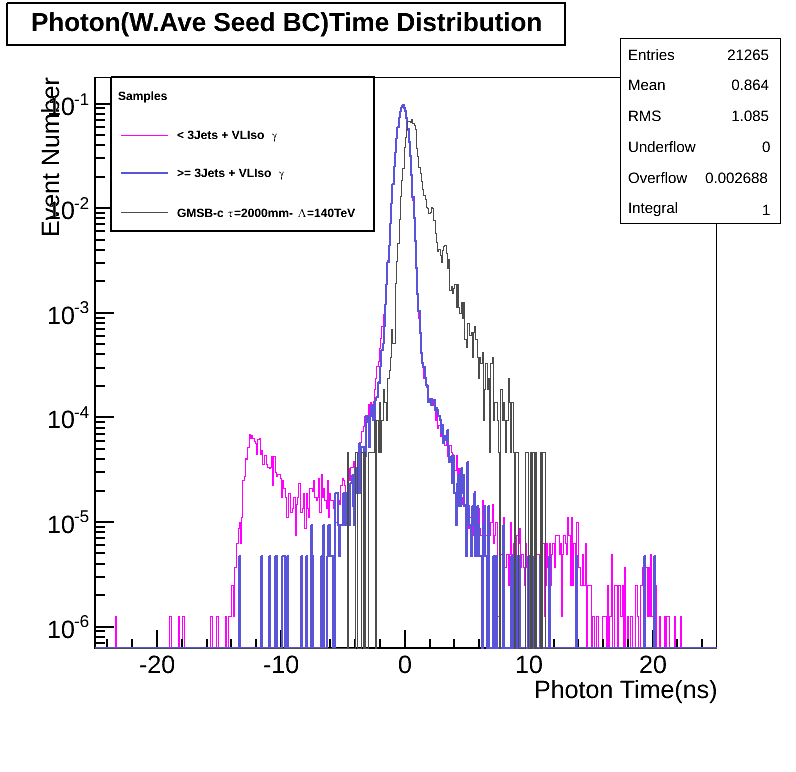 Photon(W.Ave Seed BC)Time Distribution
Entries 21265
Mean 0.864
RMS 1.085
Underflow 0
Overflow 0.002688
Integral 1
Samples
< 3Jets + VLIso γ
>= 3Jets + VLIso γ
GMSB-c τ=2000mm- Λ=140TeV
Event Number
10-1
10-2
10-3
10-4
10-5
10-6
-20 -10 0 10 20
Photon Time(ns)